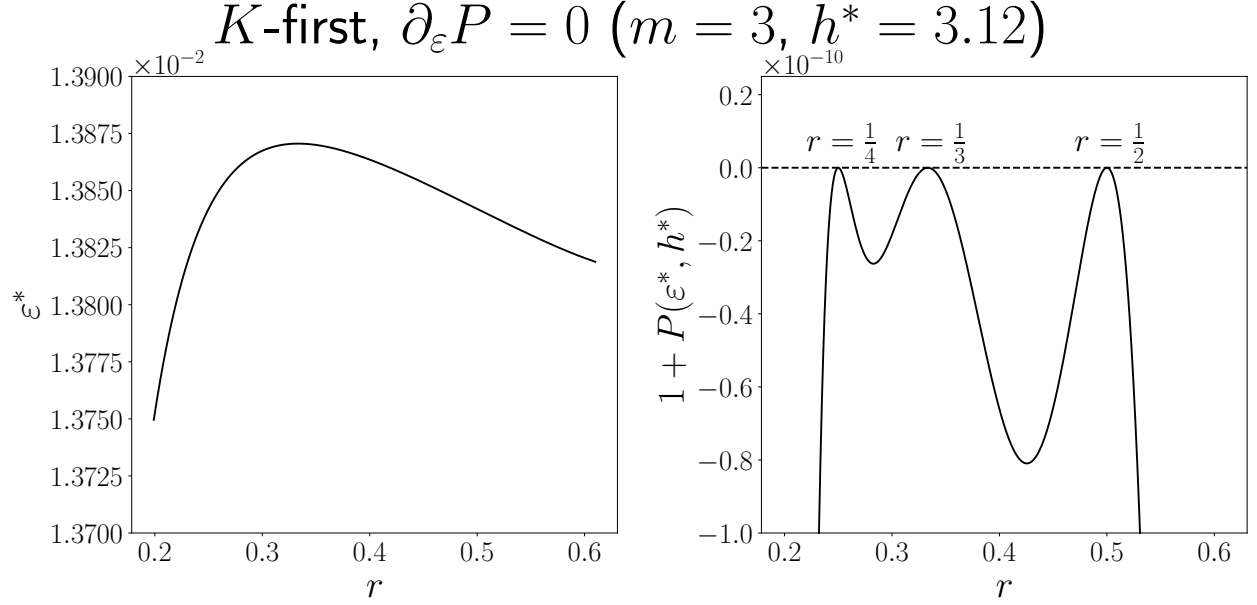 K-first, ∂_εP = 0 (m = 3, h* = 3.12)
×10⁻²
1.3900
1.3875
1.3850
1.3825
1.3800
1.3775
1.3750
1.3725
1.3700
ε*
0.2 0.3 0.4 0.5 0.6
r
×10⁻¹⁰
0.2
0.0
−0.2
−0.4
−0.6
−0.8
−1.0
1 + P(ε*, h*)
r = 1/4 r = 1/3 r = 1/2
0.2 0.3 0.4 0.5 0.6
r